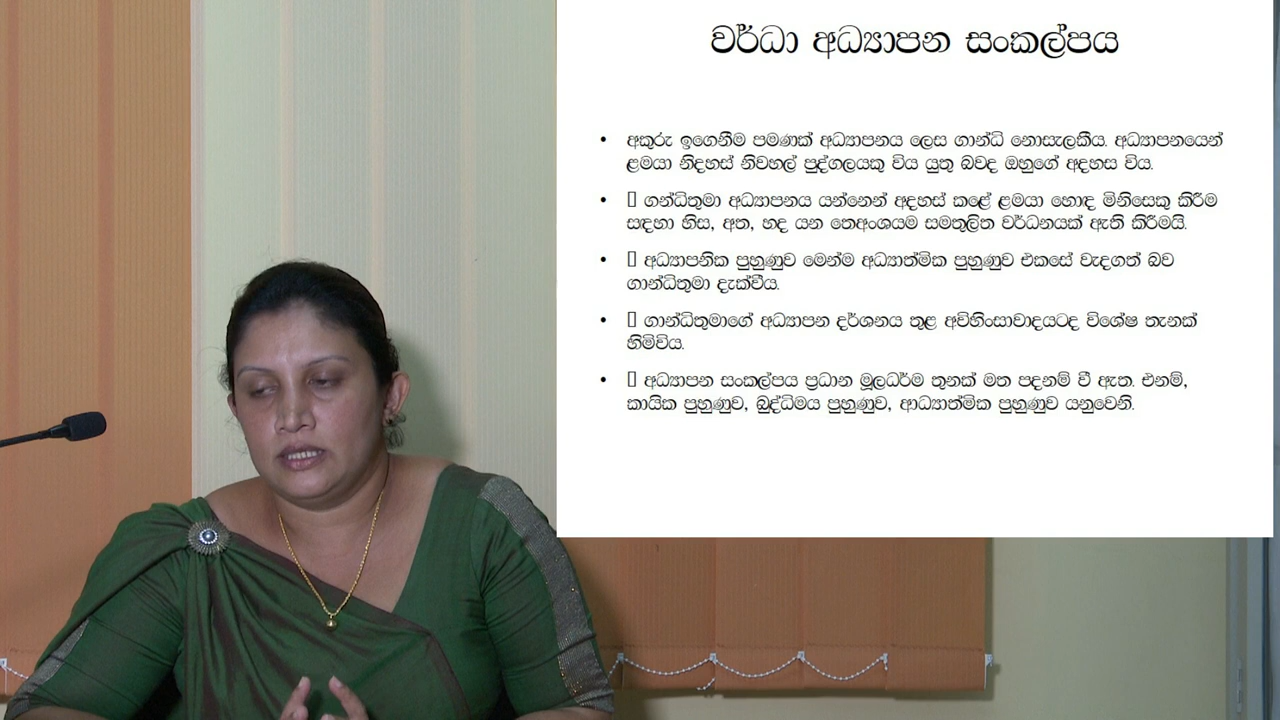 වර්ධා අධ්‍යාපන සංකල්පය
• අකුරු ඉගෙනීම පමණක් අධ්‍යාපනය ලෙස ගාන්ධි නොසැලකීය. අධ්‍යාපනයෙන්
ළමයා නිදහස් නිවහල් පුද්ගලයකු විය යුතු බවද ඔහුගේ අදහස විය.
• ▯ ගන්ධිතුමා අධ්‍යාපනය යන්නෙන් අදහස් කළේ ළමයා හොඳ මිනිසෙකු කිරීම
සඳහා හිස, අත, හද යන තෙඅංශයම සමතුලිත වර්ධනයක් ඇති කිරීමයි.
• ▯ අධ්‍යාපනික පුහුණුව මෙන්ම අධ්‍යාත්මික පුහුණුව එකසේ වැදගත් බව
ගාන්ධිතුමා දැක්වීය.
• ▯ ගාන්ධිතුමාගේ අධ්‍යාපන දර්ශනය තුළ අවිහිංසාවාදයටද විශේෂ තැනක්
හිමිවිය.
• ▯ අධ්‍යාපන සංකල්පය ප්‍රධාන මූලධර්ම තුනක් මත පදනම් වී ඇත. එනම්,
කායික පුහුණුව, බුද්ධිමය පුහුණුව, ආධ්‍යාත්මික පුහුණුව යනුවෙනි.